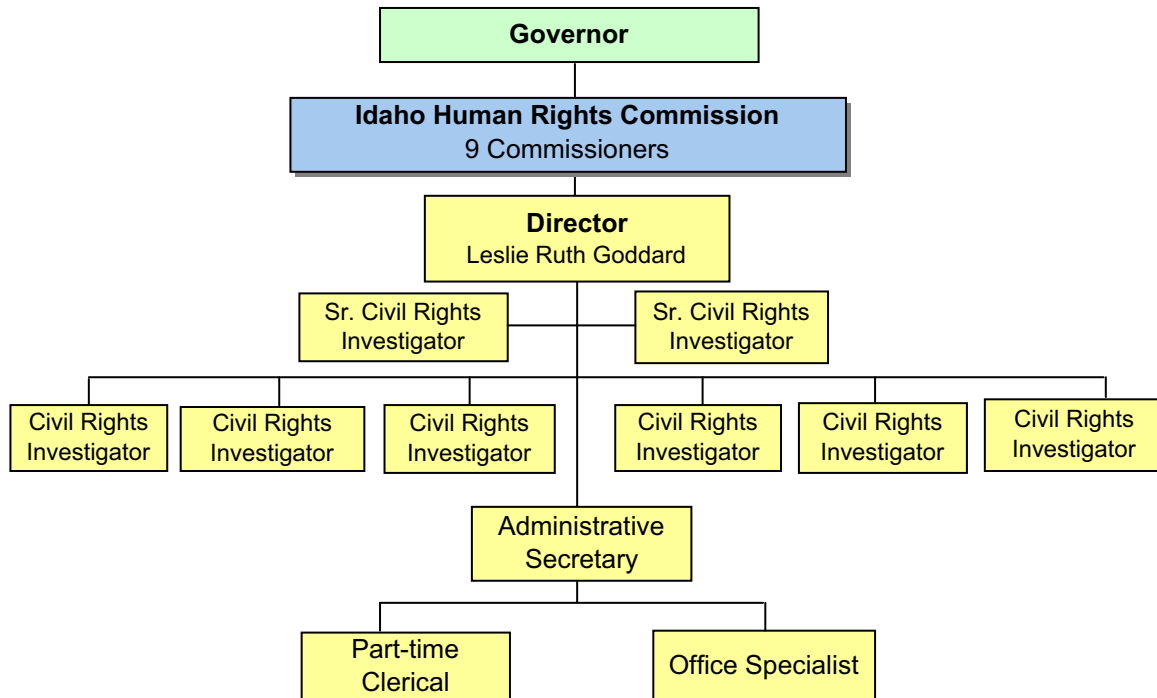 Governor
Idaho Human Rights Commission
9 Commissioners
Director
Leslie Ruth Goddard
Sr. Civil Rights
Investigator
Sr. Civil Rights
Investigator
Civil Rights
Investigator
Civil Rights
Investigator
Civil Rights
Investigator
Civil Rights
Investigator
Civil Rights
Investigator
Civil Rights
Investigator
Administrative
Secretary
Part-time
Clerical
Office Specialist